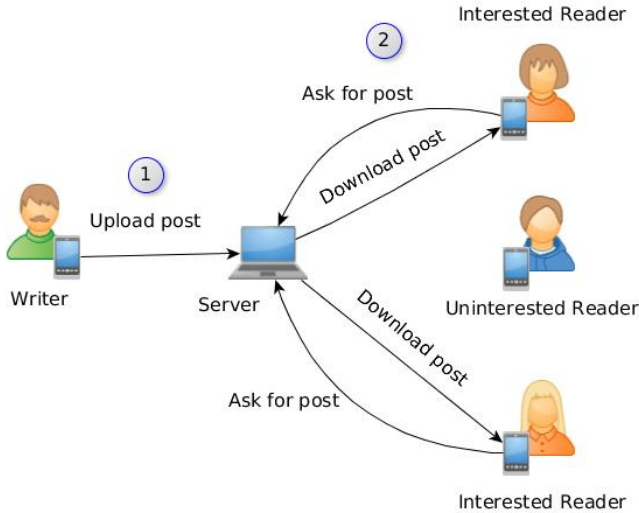 Interested Reader
2
Ask for post
Download post
1
Upload post
Writer
Server
Uninterested Reader
Download post
Ask for post
Interested Reader